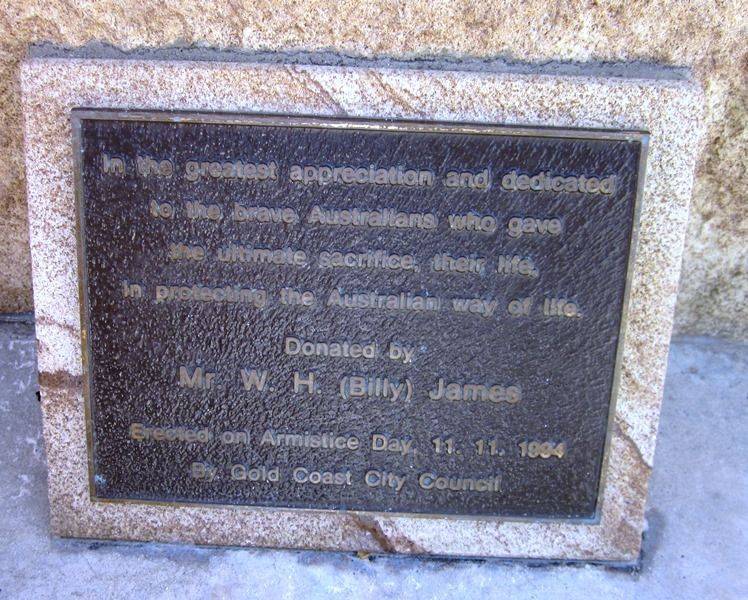 In the greatest appreciation and dedicated
to the brave Australians who gave
the ultimate sacrifice, their life,
in protecting the Australian way of life.
Donated by
Mr. W. H. (Billy) James
Erected on Armistice Day, 11. 11. 1994
By Gold Coast City Council